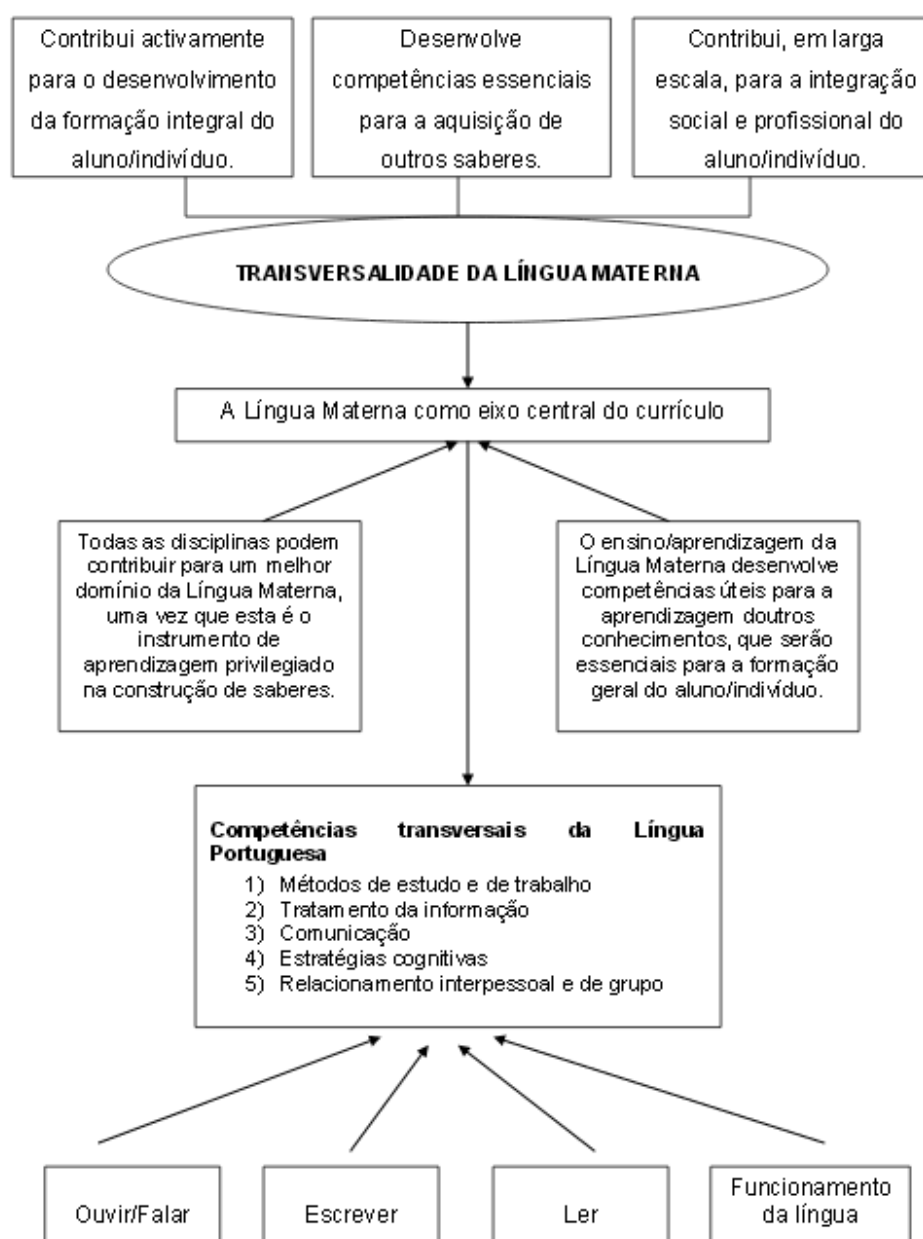 Contribui activamente
para o desenvolvimento
da formação integral do
aluno/indivíduo.
Desenvolve
competências essenciais
para a aquisição de
outros saberes.
Contribui, em larga
escala, para a integração
social e profissional do
aluno/indivíduo.
TRANSVERSALIDADE DA LÍNGUA MATERNA
A Língua Materna como eixo central do currículo
Todas as disciplinas podem
contribuir para um melhor
domínio da Língua Materna,
uma vez que esta é o
instrumento de
aprendizagem privilegiado
na construção de saberes.
O ensino/aprendizagem da
Língua Materna desenvolve
competências úteis para a
aprendizagem doutros
conhecimentos, que serão
essenciais para a formação
geral do aluno/indivíduo.
Competências transversais da Língua
Portuguesa
1) Métodos de estudo e de trabalho
2) Tratamento da informação
3) Comunicação
4) Estratégias cognitivas
5) Relacionamento interpessoal e de grupo
Ouvir/Falar
Escrever
Ler
Funcionamento
da língua